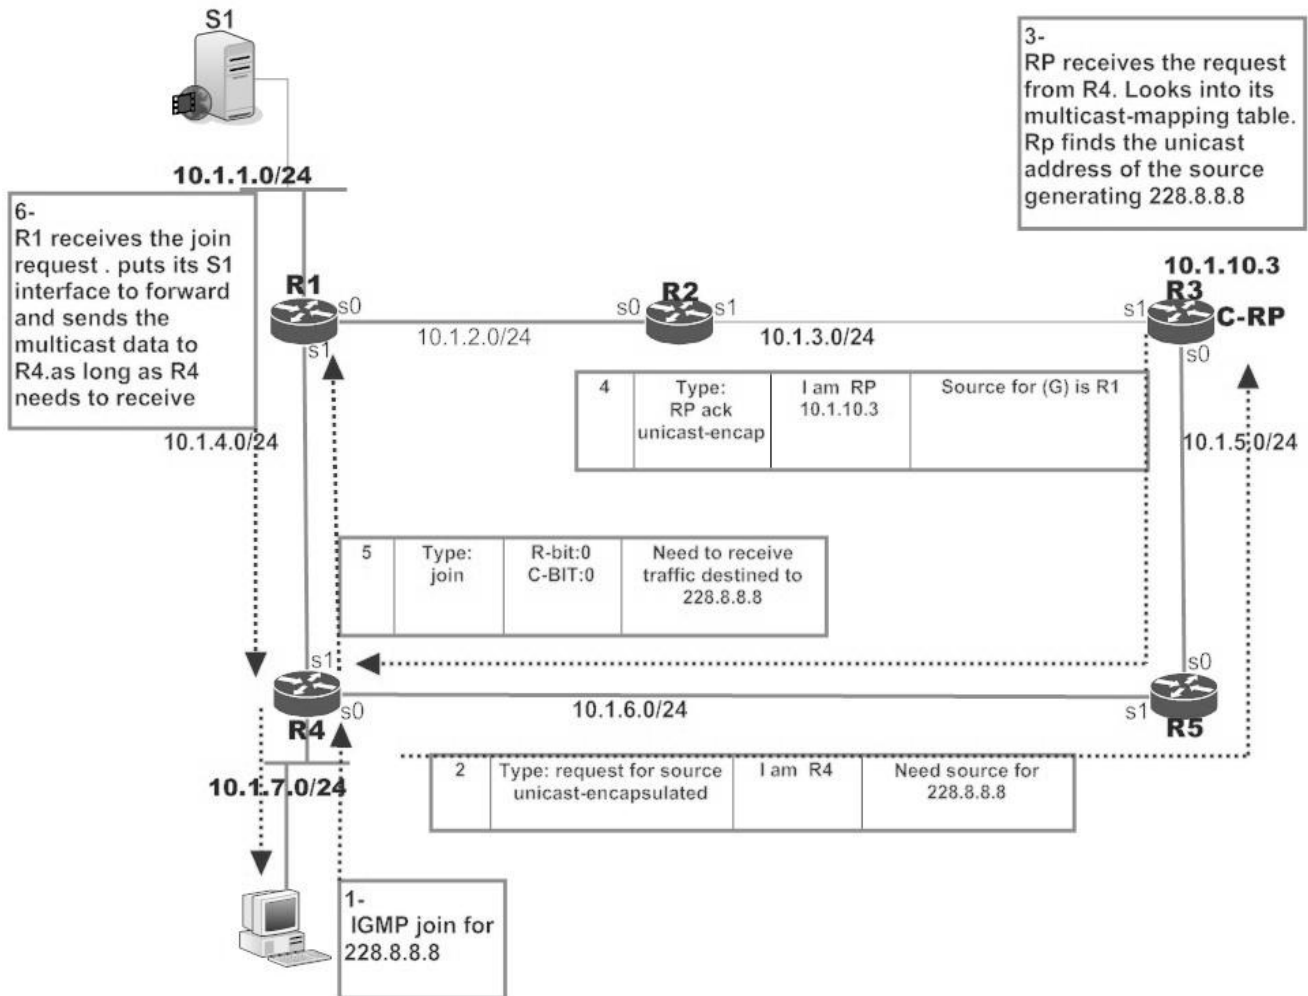 S1
10.1.1.0/24
3-
RP receives the request
from R4. Looks into its
multicast-mapping table.
Rp finds the unicast
address of the source
generating 228.8.8.8
6-
R1 receives the join
request . puts its S1
interface to forward
and sends the
multicast data to
R4.as long as R4
needs to receive
R1
s0
s1
10.1.2.0/24
s0
R2
s1
10.1.3.0/24
10.1.10.3
R3
s1
C-RP
s0
10.1.4.0/24
10.1.5.0/24
4
Type:
RP ack
unicast-encap
I am RP
10.1.10.3
Source for (G) is R1
5
Type:
join
R-bit:0
C-BIT:0
Need to receive
traffic destined to
228.8.8.8
s1
s0
R4
10.1.6.0/24
s0
s1
R5
10.1.7.0/24
2
Type: request for source
unicast-encapsulated
I am R4
Need source for
228.8.8.8
1-
IGMP join for
228.8.8.8